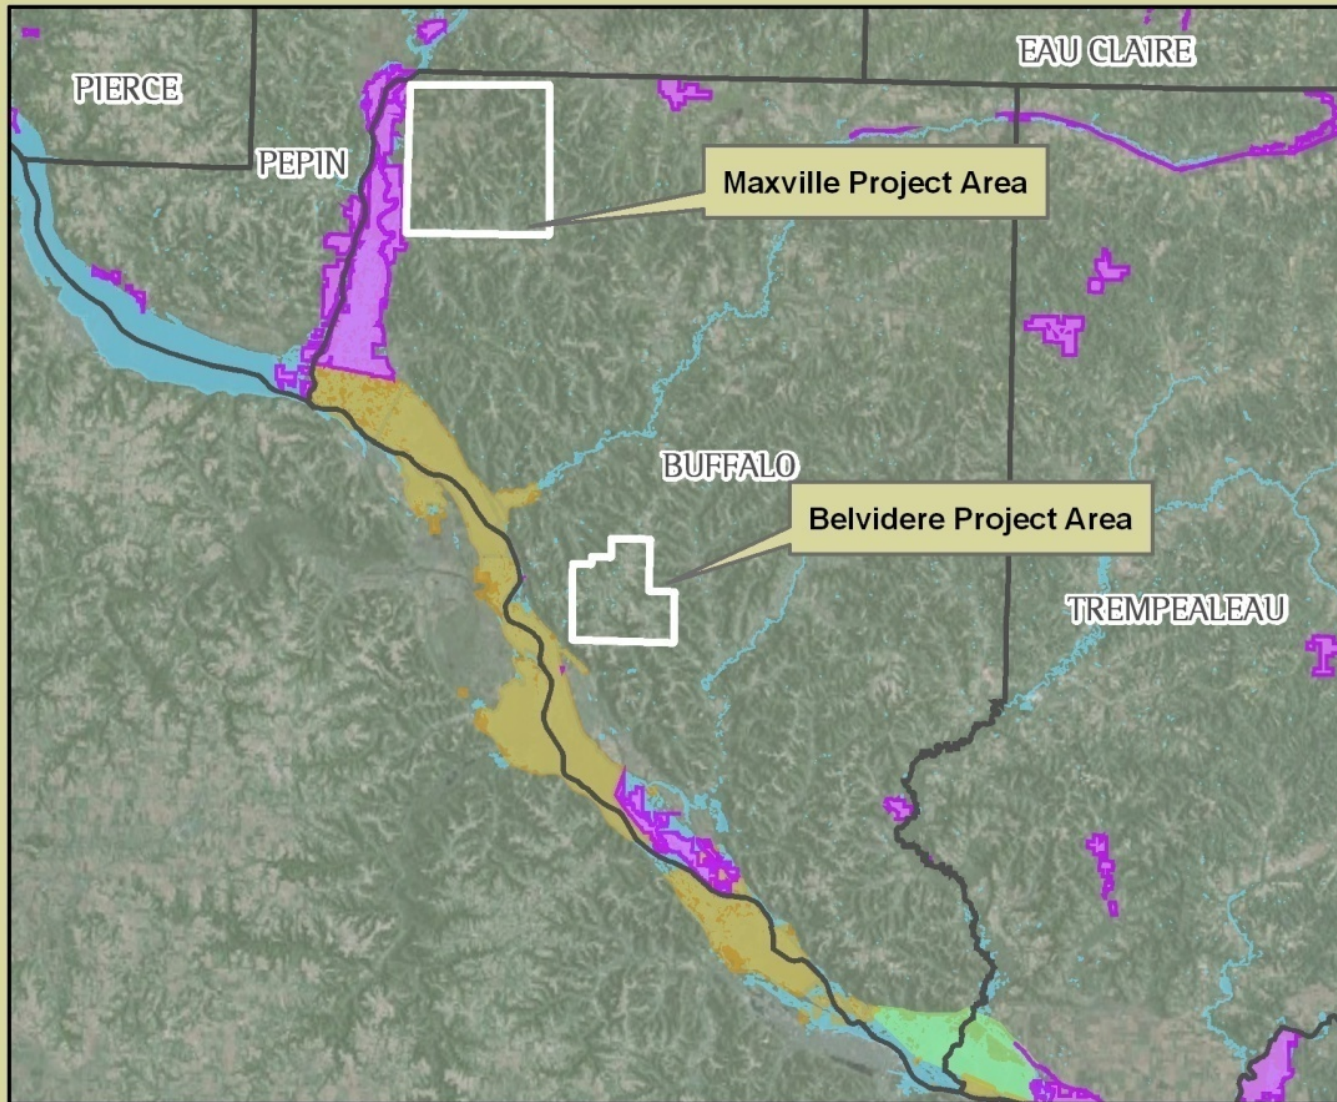 EAU CLAIRE
PIERCE
PEPIN
Maxville Project Area
BUFFALO
Belvidere Project Area
TREMPEALEAU